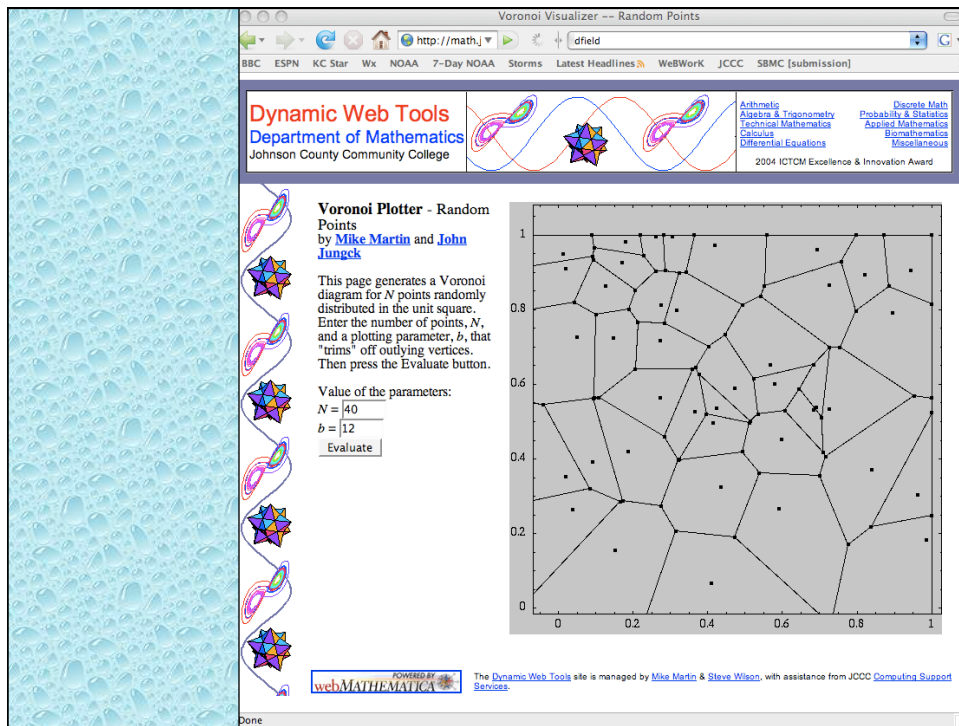 Voronoi Visualizer -- Random Points
http://math.j
dfield
G
BBC ESPN KC Star Wx NOAA 7-Day NOAA Storms Latest Headlines WeBWorK JCCC SBMC [submission]
Dynamic Web Tools
Department of Mathematics
Johnson County Community College
Arithmetic
Algebra & Trigonometry
Technical Mathematics
Calculus
Differential Equations
Discrete Math
Probability & Statistics
Applied Mathematics
Biomathematics
Miscellaneous
2004 ICTCM Excellence & Innovation Award
Voronoi Plotter - Random
Points
by Mike Martin and John
Jungck
This page generates a Voronoi
diagram for N points randomly
distributed in the unit square.
Enter the number of points, N,
and a plotting parameter, b, that
"trims" off outlying vertices.
Then press the Evaluate button.
Value of the parameters:
N = 40
b = 12
Evaluate
1
0.8
0.6
0.4
0.2
0
0 0.2 0.4 0.6 0.8 1
POWERED BY
webMATHEMATICA
The Dynamic Web Tools site is managed by Mike Martin & Steve Wilson, with assistance from JCCC Computing Support
Services.
Done